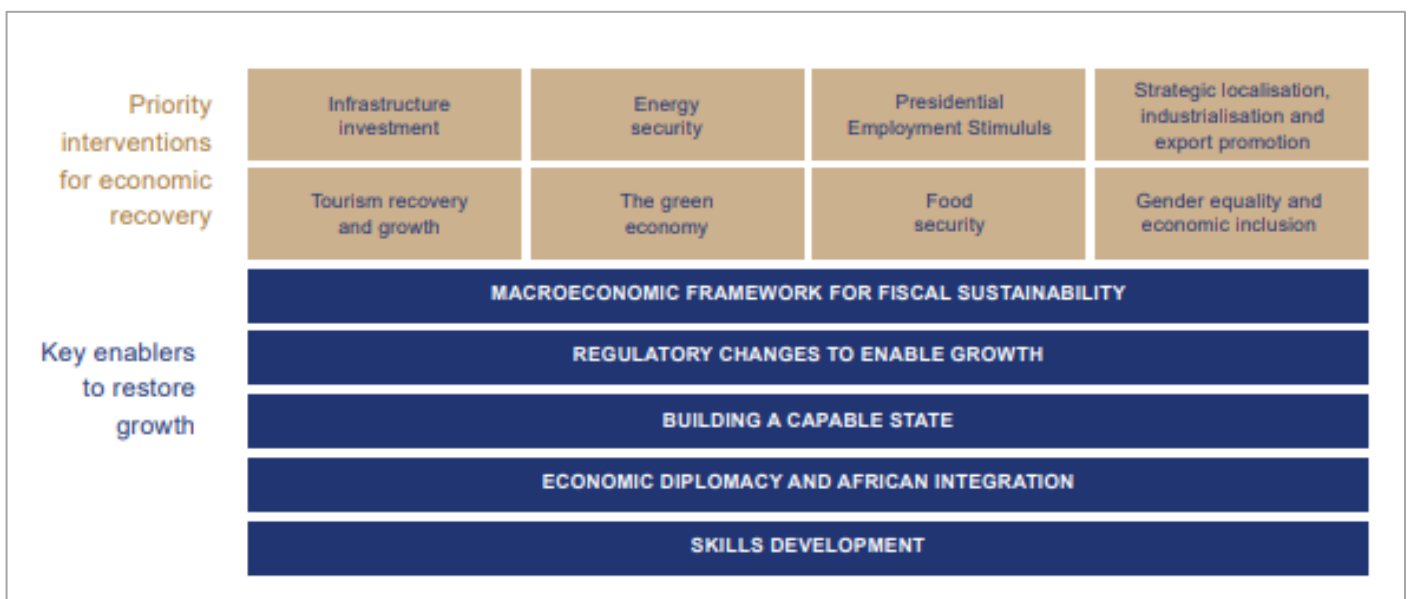 Priority
interventions
for economic
recovery
Infrastructure
investment
Energy
security
Presidential
Employment Stimululs
Strategic localisation,
industrialisation and
export promotion
Tourism recovery
and growth
The green
economy
Food
security
Gender equality and
economic inclusion
Key enablers
to restore
growth
MACROECONOMIC FRAMEWORK FOR FISCAL SUSTAINABILITY
REGULATORY CHANGES TO ENABLE GROWTH
BUILDING A CAPABLE STATE
ECONOMIC DIPLOMACY AND AFRICAN INTEGRATION
SKILLS DEVELOPMENT